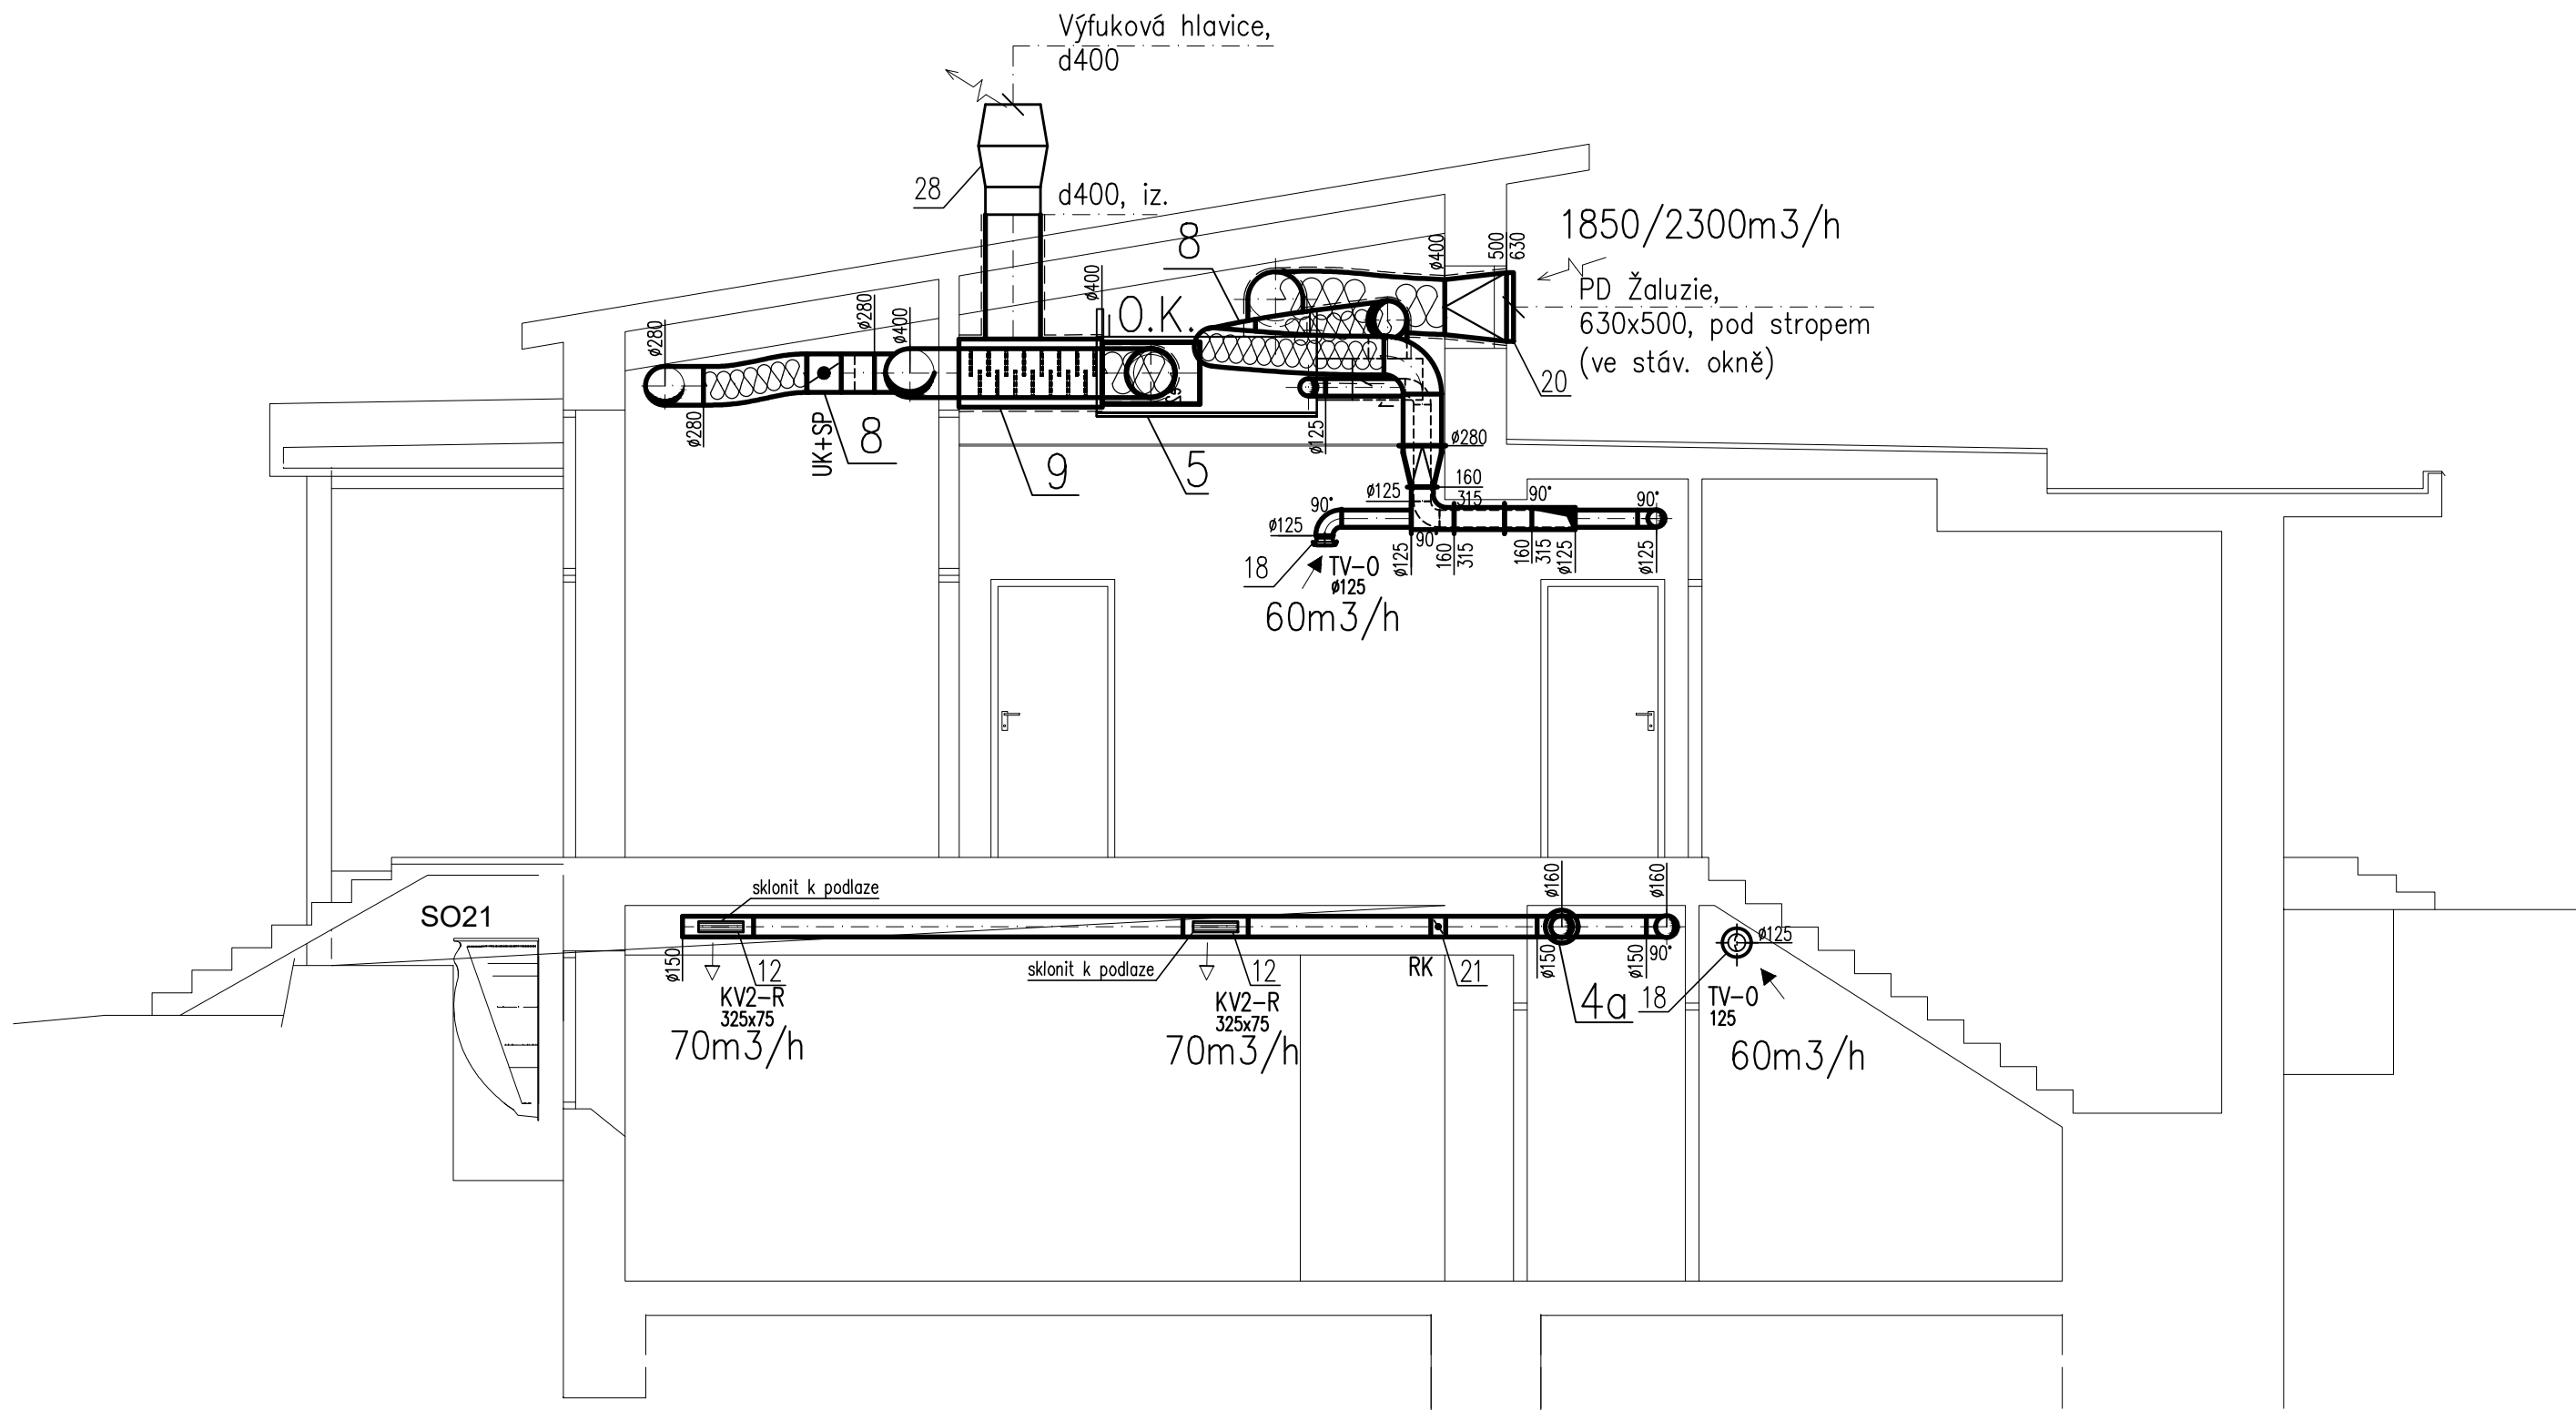 Výfuková hlavice,
d400
28
d400, iz.
8
1850/2300m3/h
ø400
500
630
PD Žaluzie,
630x500, pod stropem
(ve stáv. okně)
20
ø400
O.K.
ø280
ø280
ø400
ø280
UK+SP
8
9
5
ø125
ø280
160
315
ø125
90°
90°
90°
ø125
18
TV-O
ø125
60m3/h
ø125
90°
160
315
160
315
ø125
ø125
sklonit k podlaze
SO21
ø150
12
KV2-R
325x75
70m3/h
sklonit k podlaze
12
KV2-R
325x75
70m3/h
RK
21
ø160
ø160
ø150
ø150
90°
4a
18
ø125
TV-O
125
60m3/h